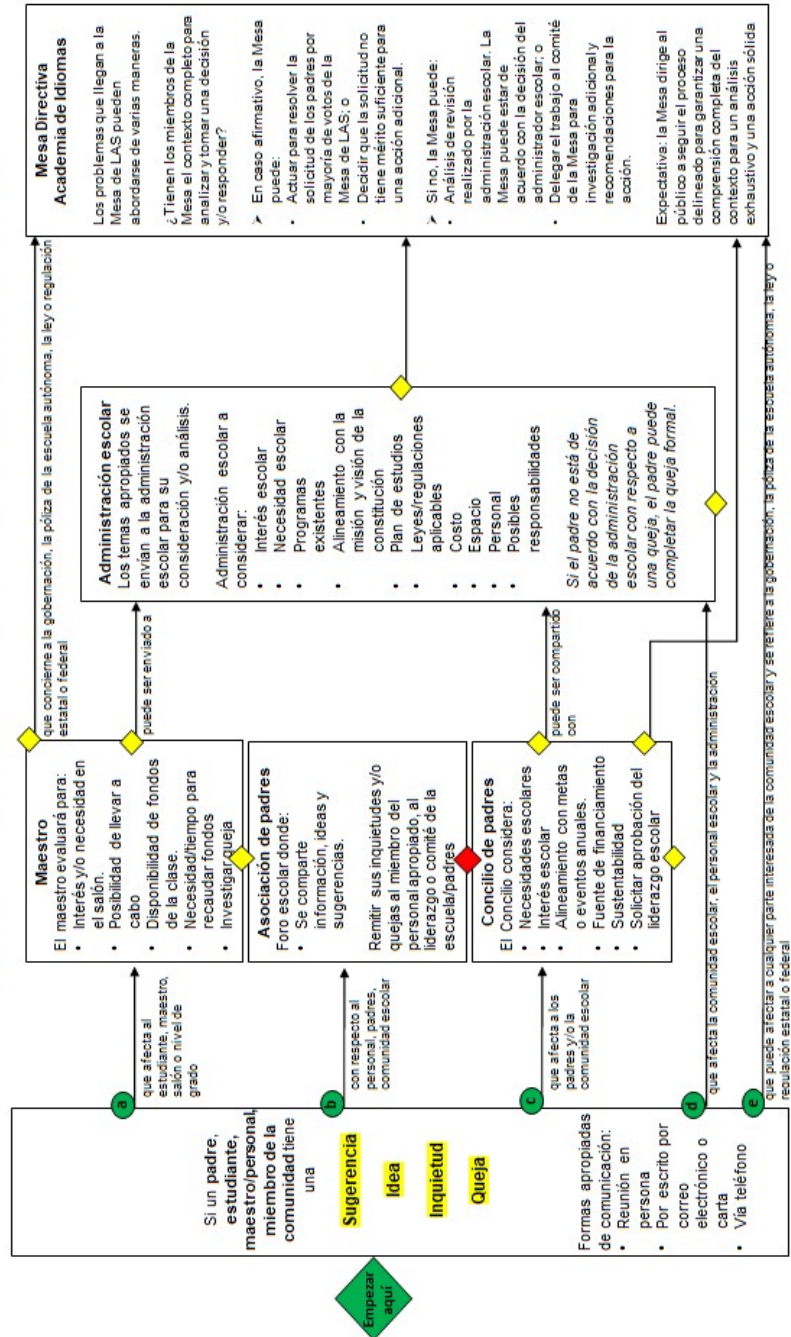 Empezar
aquí
Si un padre,
estudiante,
maestro/personal,
miembro de la
comunidad tiene
una
Sugerencia
Idea
Inquietud
Queja
Formas apropiadas
de comunicación:
• Reunión en
persona
• Por escrito por
correo
electrónico o
carta
• Vía teléfono
a
que afecta al
estudiante, maestro,
salón o nivel de
grado
b
con respecto al
personal, padres,
comunidad escolar
c
que afecta a los
padres y/o la
comunidad escolar
d
que afecta la comunidad escolar, el personal escolar y la administración
e
que puede afectar a cualquier parte interesada de la comunidad escolar y se refiere a la gobernación, la póliza de la escuela autónoma, la ley o
regulación estatal o federal
Maestro
El maestro evaluará para:
• Interés y/o necesidad en
el salón.
• Posibilidad de llevar a
cabo
• Disponibilidad de fondos
de la clase.
• Necesidad/tiempo para
recaudar fondos
• Investigar queja
Asociación de padres
Foro escolar donde:
• Se comparte
información, ideas y
sugerencias.
Remitir sus inquietudes y/o
quejas al miembro del
personal apropiado, al
liderazgo o comité de la
escuela/padres
Concilio de padres
El Concilio considera:
• Necesidades escolares
• Interés escolar
• Alineamiento con metas
o eventos anuales.
• Fuente de financiamiento
• Sustentabilidad
• Solicitar aprobación del
liderazgo escolar
que concierne a la gobernación, la póliza de la escuela autónoma, la ley o regulación
estatal o federal
puede ser enviado a
puede ser compartido
con
Administración escolar
Los temas apropiados se
envían a la administración
escolar para su
consideración y/o análisis.
Administración escolar a
considerar:
• Interés escolar
• Necesidad escolar
• Programas
existentes
• Alineamiento con la
misión y visión de la
constitución
• Plan de estudios
• Leyes/regulaciones
aplicables
• Costo
• Espacio
• Personal
• Posibles
responsabilidades
Si el padre no está de
acuerdo con la decisión
de la administración
escolar con respecto a
una queja, el padre puede
completar la queja formal.
Mesa Directiva
Academia de Idiomas
Los problemas que llegan a la
Mesa de LAS pueden
abordarse de varias maneras.
¿Tienen los miembros de la
Mesa el contexto completo para
analizar y tomar una decisión
y/o responder?
➢ En caso afirmativo, la Mesa
puede:
• Actuar para resolver la
solicitud de los padres por
mayoría de votos de la
Mesa de LAS; o
• Decidir que la solicitud no
tiene mérito suficiente para
una acción adicional.
➢ Si no, la Mesa puede:
• Análisis de revisión
realizado por la
administración escolar. La
Mesa puede estar de
acuerdo con la decisión del
administrador escolar; o
• Delegar el trabajo al comité
de la Mesa para
investigación adicional y
recomendaciones para la
acción.
Expectativa: la Mesa dirige al
público a seguir el proceso
delineado para garantizar una
comprensión completa del
contexto para un análisis
exhaustivo y una acción sólida